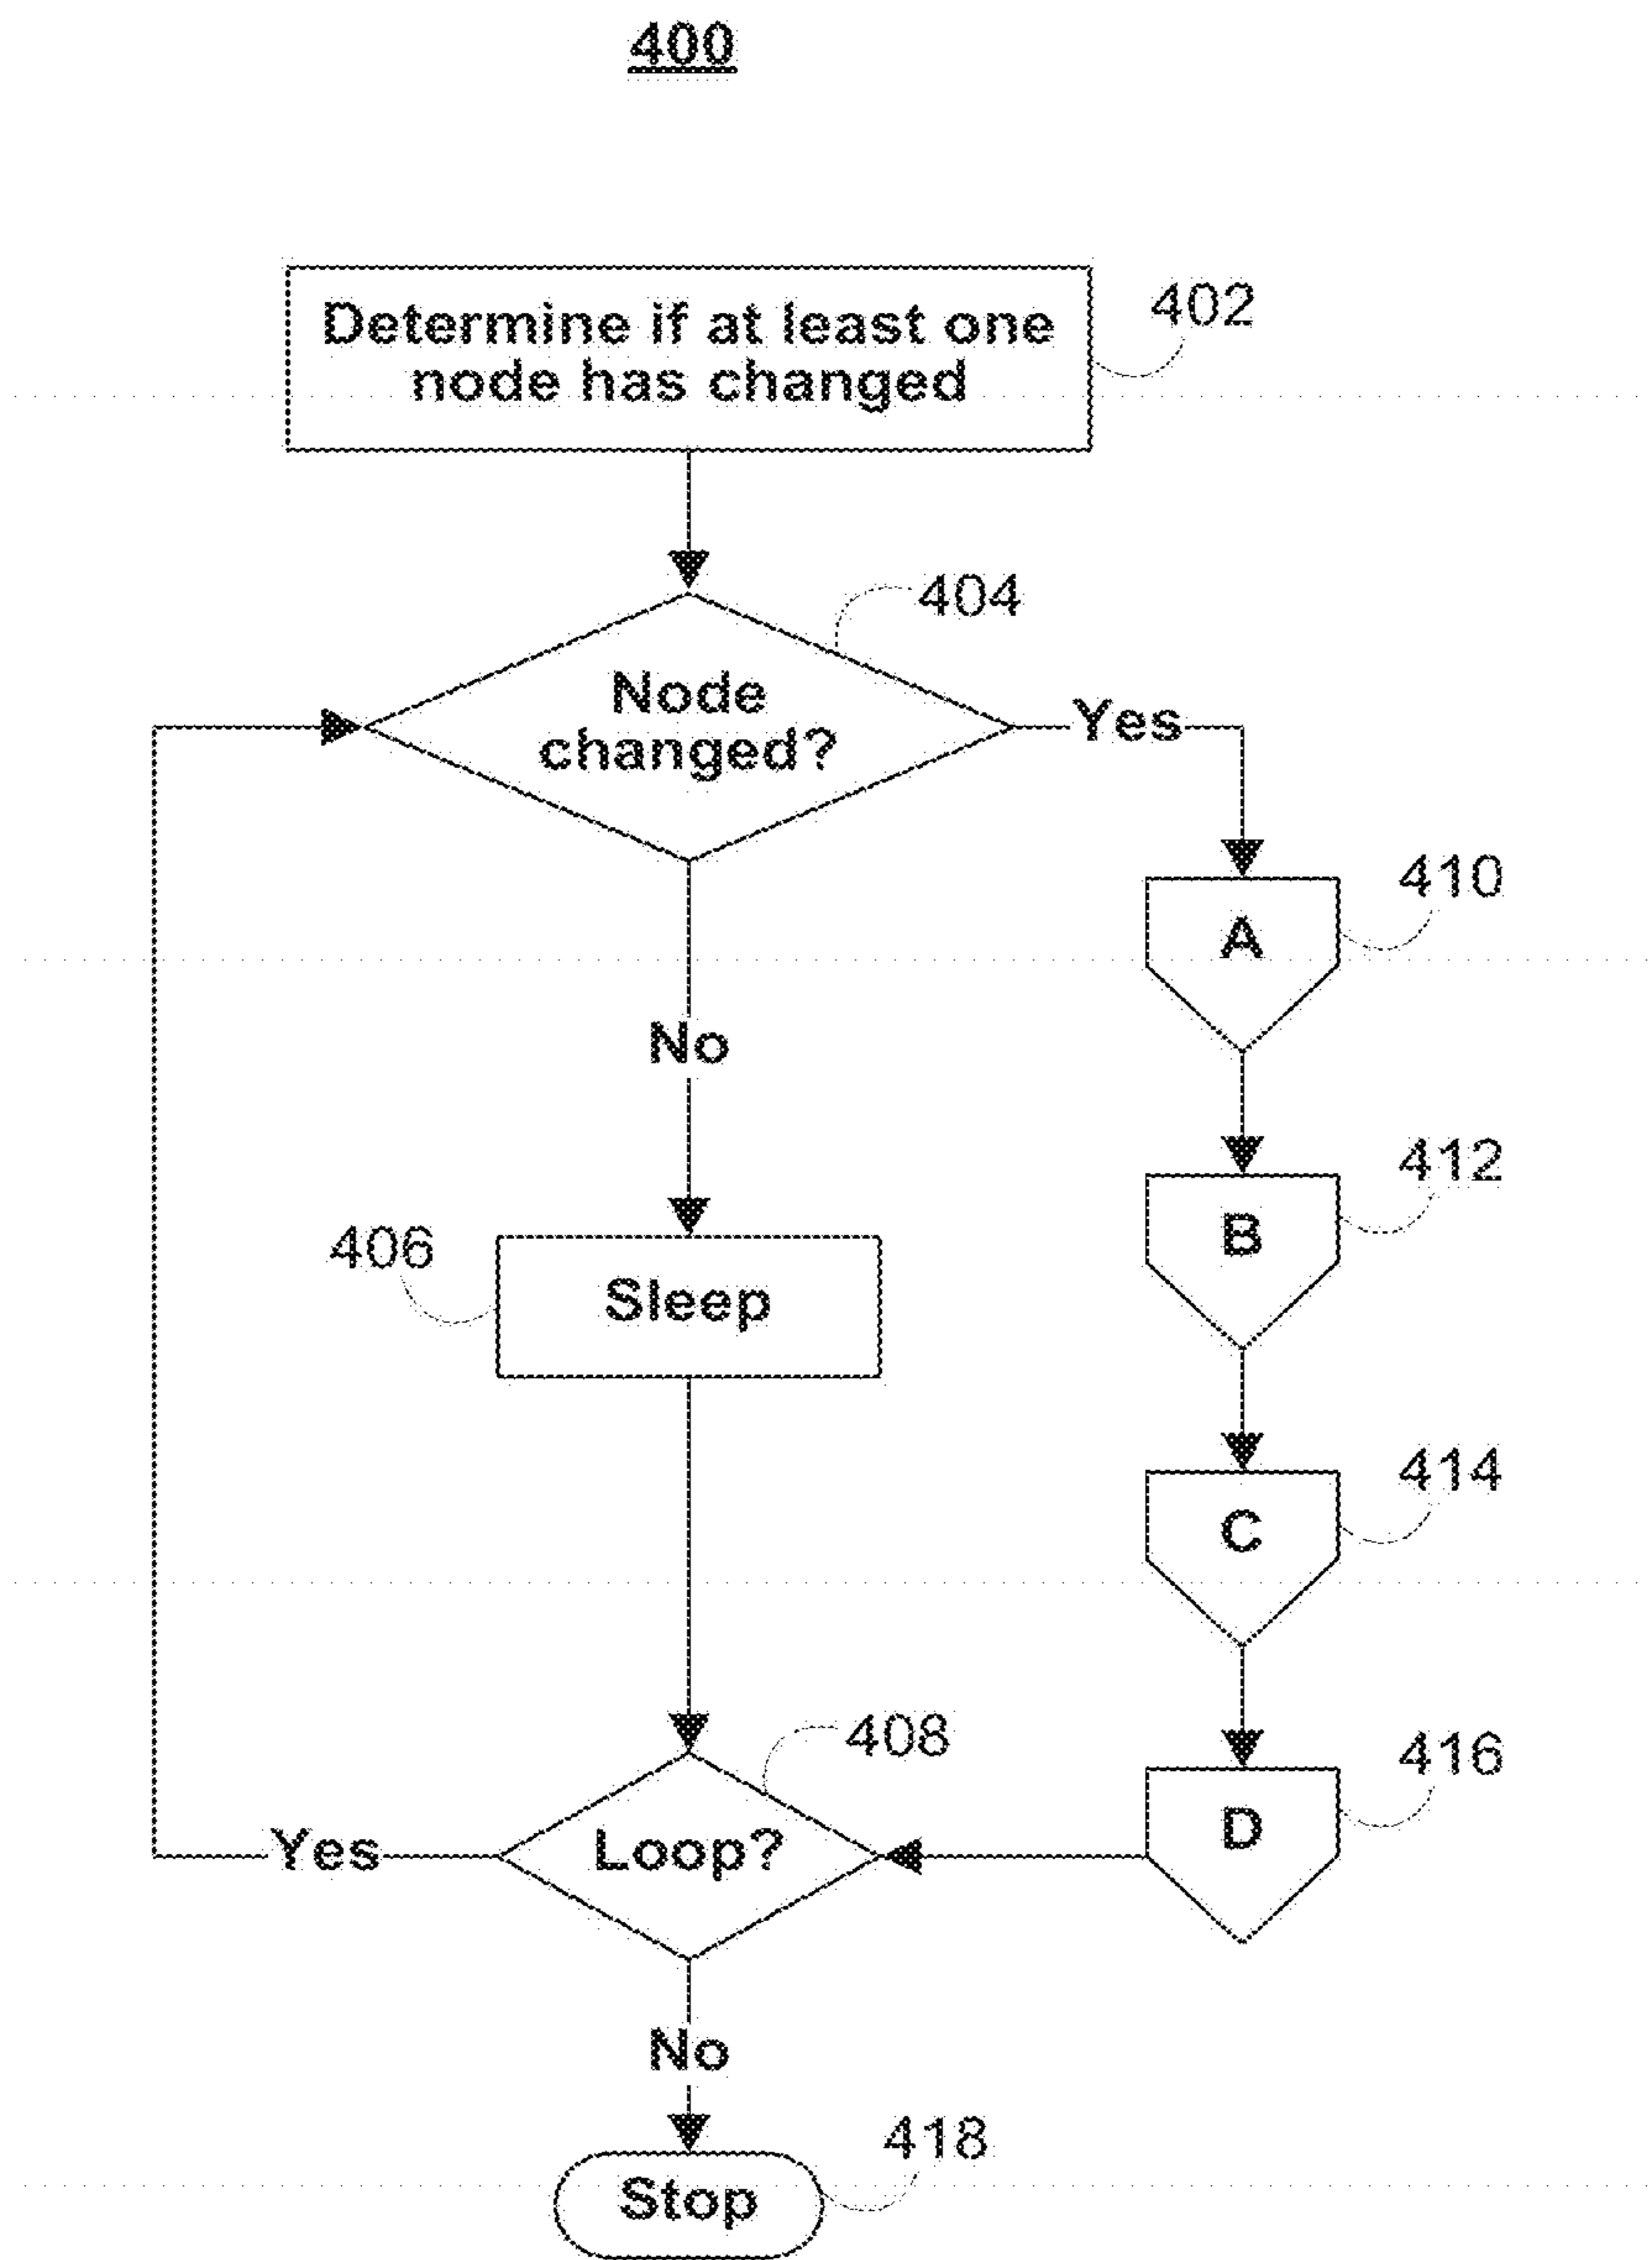 400
Determine if at least one
node has changed
402
404
Node
changed?
Yes
410
A
No
412
B
406
Sleep
414
C
408
416
Yes
Loop?
D
No
418
Stop